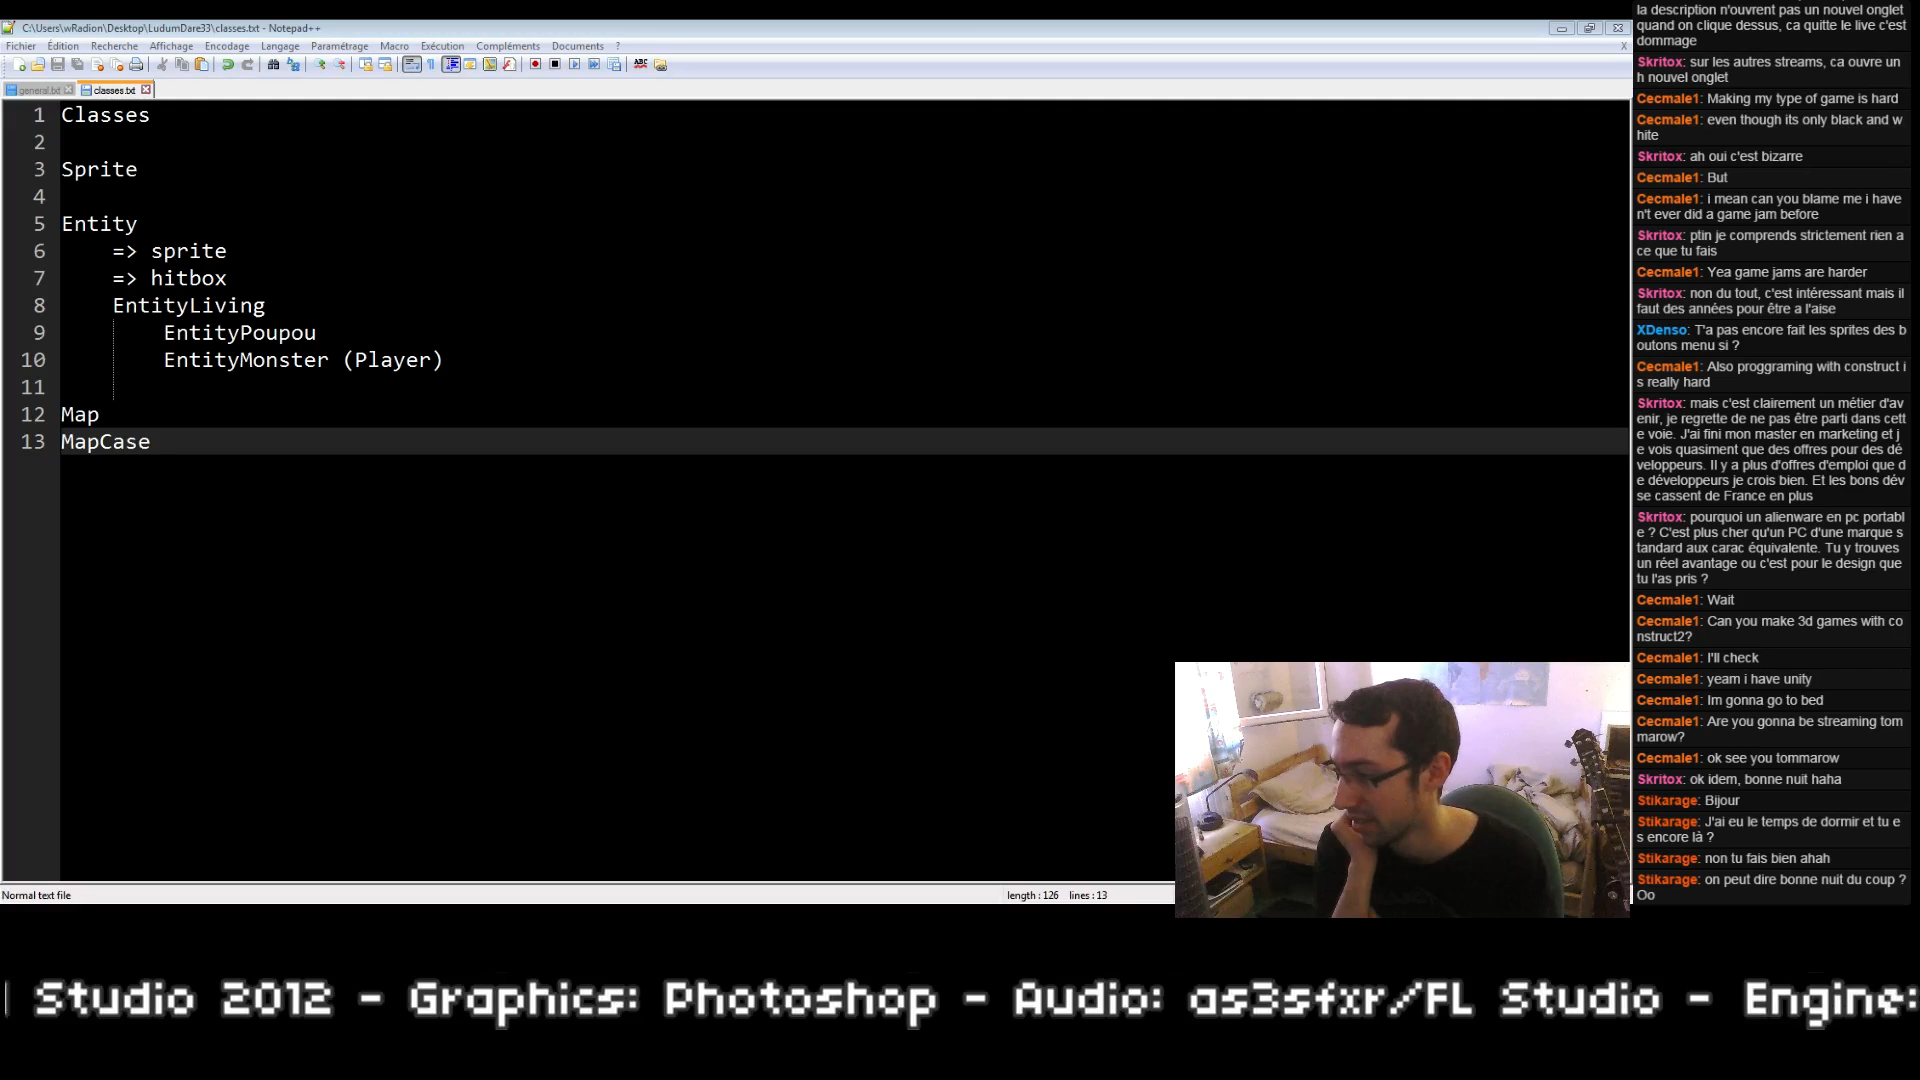 C:\Users\wRadion\Desktop\LudumDare33\classes.txt - Notepad++
Fichier Édition Recherche Affichage Encodage Langage Paramétrage Macro Exécution Compléments Documents ? X
general.txt classes.txt
1 Classes
2
3 Sprite
4
5 Entity
6 => sprite
7 => hitbox
8 EntityLiving
9 EntityPoupou
10 EntityMonster (Player)
11
12 Map
13 MapCase
Normal text file length : 126 lines : 13
la description n'ouvrent pas un nouvel onglet
quand on clique dessus, ca quitte le live c'est
dommage
Skritox: sur les autres streams, ca ouvre un
h nouvel onglet
Cecmale1: Making my type of game is hard
Cecmale1: even though its only black and w
hite
Skritox: ah oui c'est bizarre
Cecmale1: But
Cecmale1: i mean can you blame me i have
n't ever did a game jam before
Skritox: ptin je comprends strictement rien a
ce que tu fais
Cecmale1: Yea game jams are harder
Skritox: non du tout, c'est intéressant mais il
faut des années pour être a l'aise
XDenso: T'a pas encore fait les sprites des b
outons menu si ?
Cecmale1: Also proggraming with construct i
s really hard
Skritox: mais c'est clairement un métier d'av
enir, je regrette de ne pas être parti dans cett
e voie. J'ai fini mon master en marketing et j
e vois quasiment que des offres pour des dé
veloppeurs. Il y a plus d'offres d'emploi que d
e développeurs je crois bien. Et les bons dév
se cassent de France en plus
Skritox: pourquoi un alienware en pc portabl
e ? C'est plus cher qu'un PC d'une marque s
tandard aux carac équivalente. Tu y trouves
un réel avantage ou c'est pour le design que
tu l'as pris ?
Cecmale1: Wait
Cecmale1: Can you make 3d games with co
nstruct2?
Cecmale1: I'll check
Cecmale1: yeam i have unity
Cecmale1: Im gonna go to bed
Cecmale1: Are you gonna be streaming tom
marow?
Cecmale1: ok see you tommarow
Skritox: ok idem, bonne nuit haha
Stikarage: Bijour
Stikarage: J'ai eu le temps de dormir et tu e
s encore là ?
Stikarage: non tu fais bien ahah
Stikarage: on peut dire bonne nuit du coup ?
Oo
Studio 2012 - Graphics: Photoshop - Audio: as3sfxr/FL Studio - Engine: